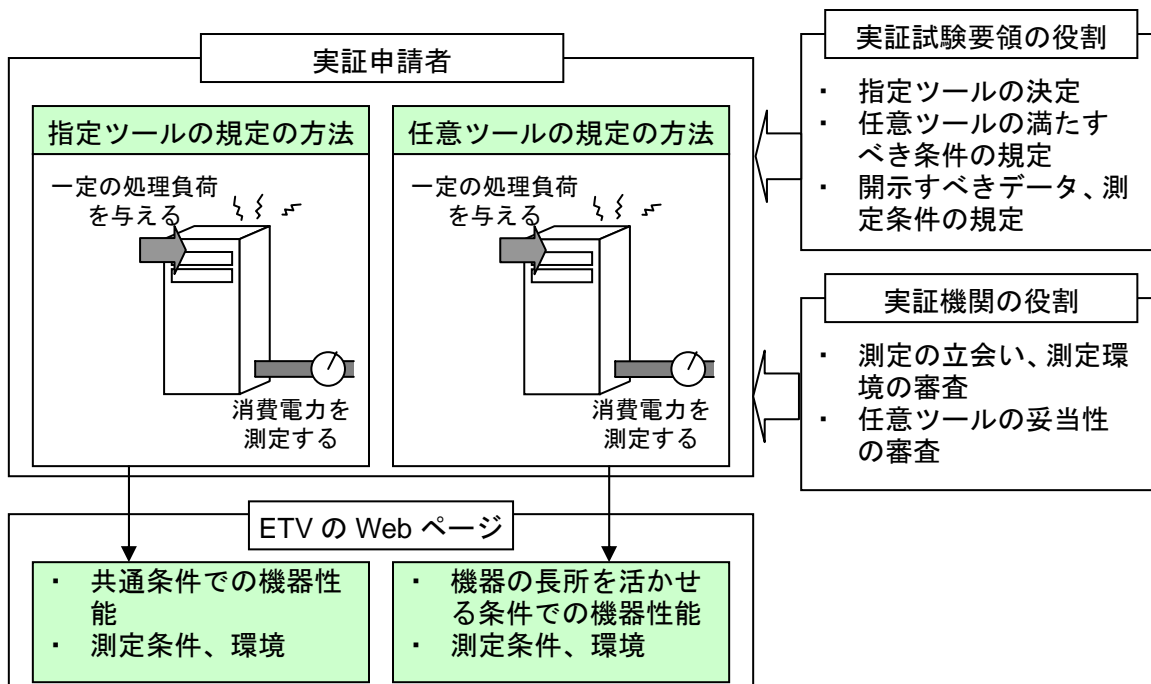 実証申請者
指定ツールの規定の方法
一定の処理負荷
を与える
消費電力を
測定する
任意ツールの規定の方法
一定の処理負荷
を与える
消費電力を
測定する
実証試験要領の役割
・ 指定ツールの決定
・ 任意ツールの満たす
べき条件の規定
・ 開示すべきデータ、測
定条件の規定
実証機関の役割
・ 測定の立会い、測定環
境の審査
・ 任意ツールの妥当性
の審査
ETV の Web ページ
・ 共通条件での機器性
能
・ 測定条件、環境
・ 機器の長所を活かせ
る条件での機器性能
・ 測定条件、環境